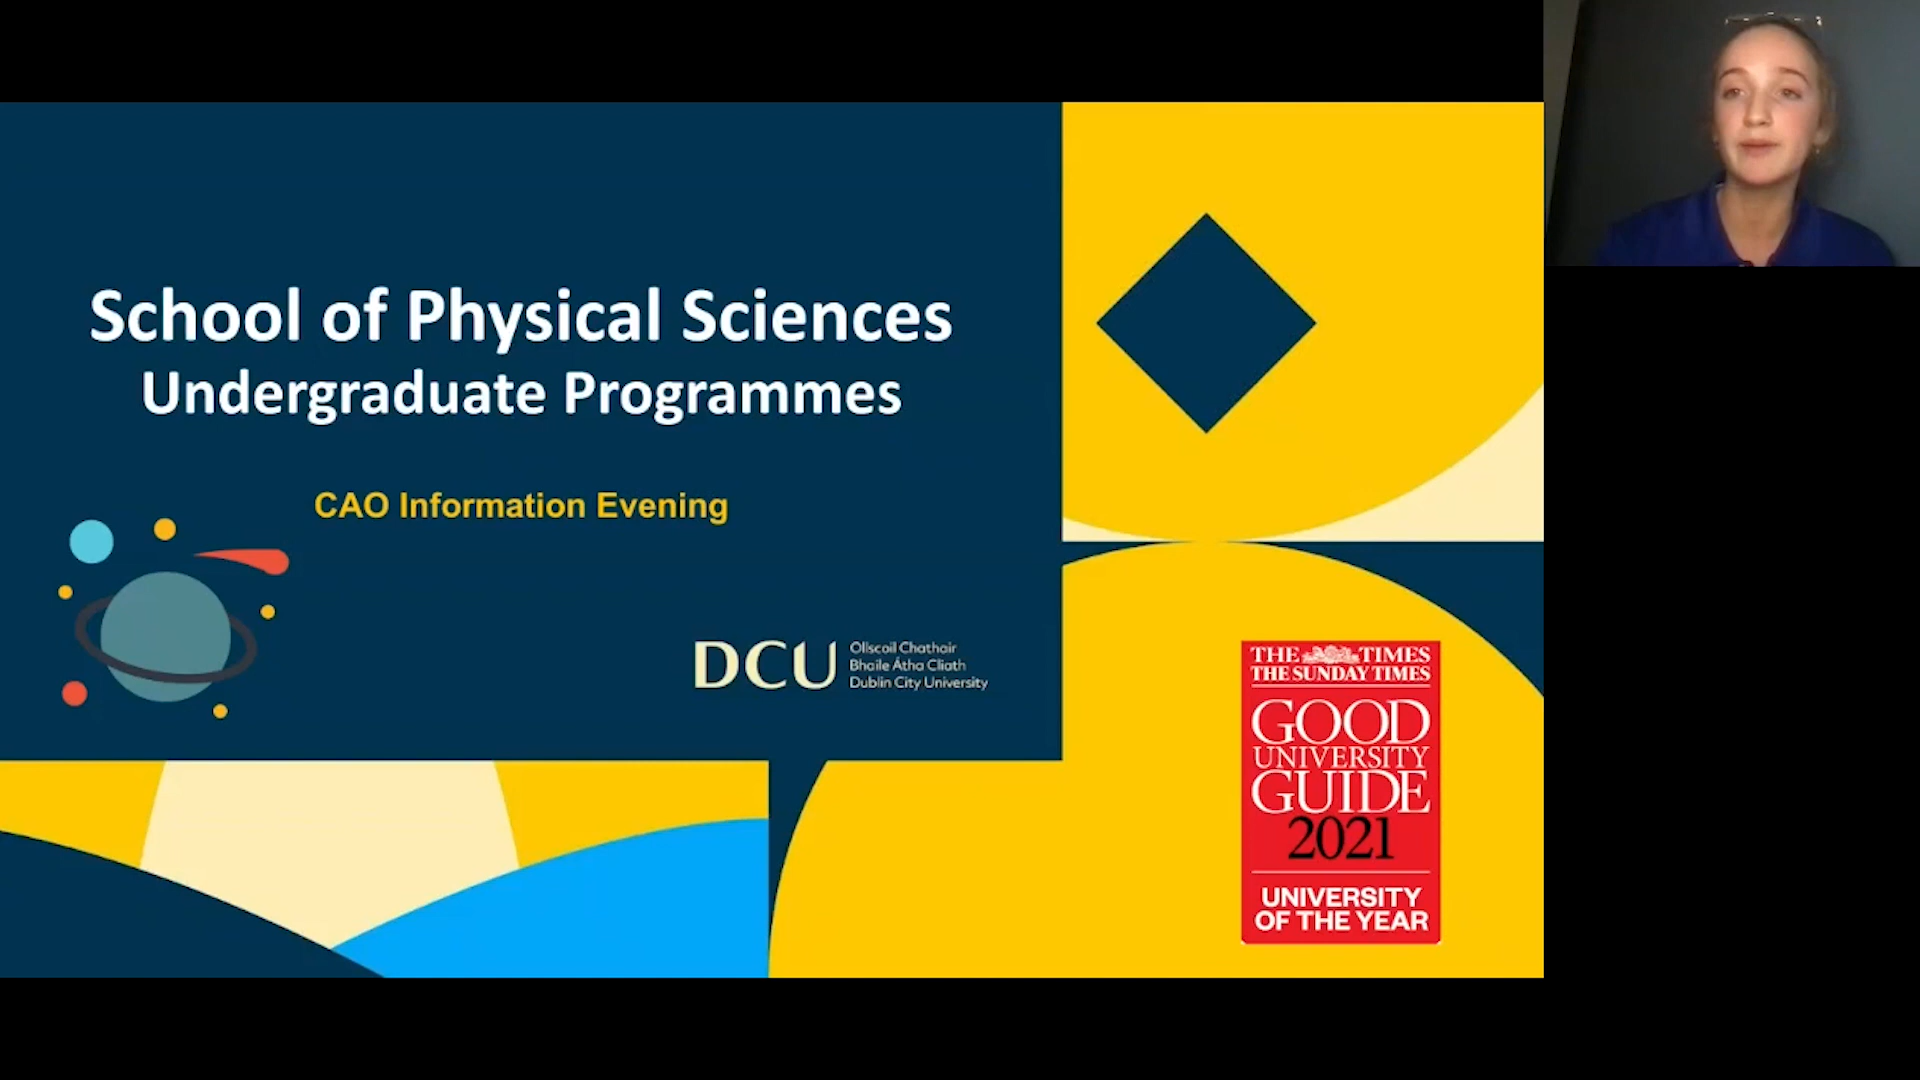 School of Physical Sciences
Undergraduate Programmes
CAO Information Evening
DCU
Ollscoil Chathair
Bhaile Átha Cliath
Dublin City University
THE TIMES
THE SUNDAY TIMES
GOOD
UNIVERSITY
GUIDE
2021
UNIVERSITY
OF THE YEAR